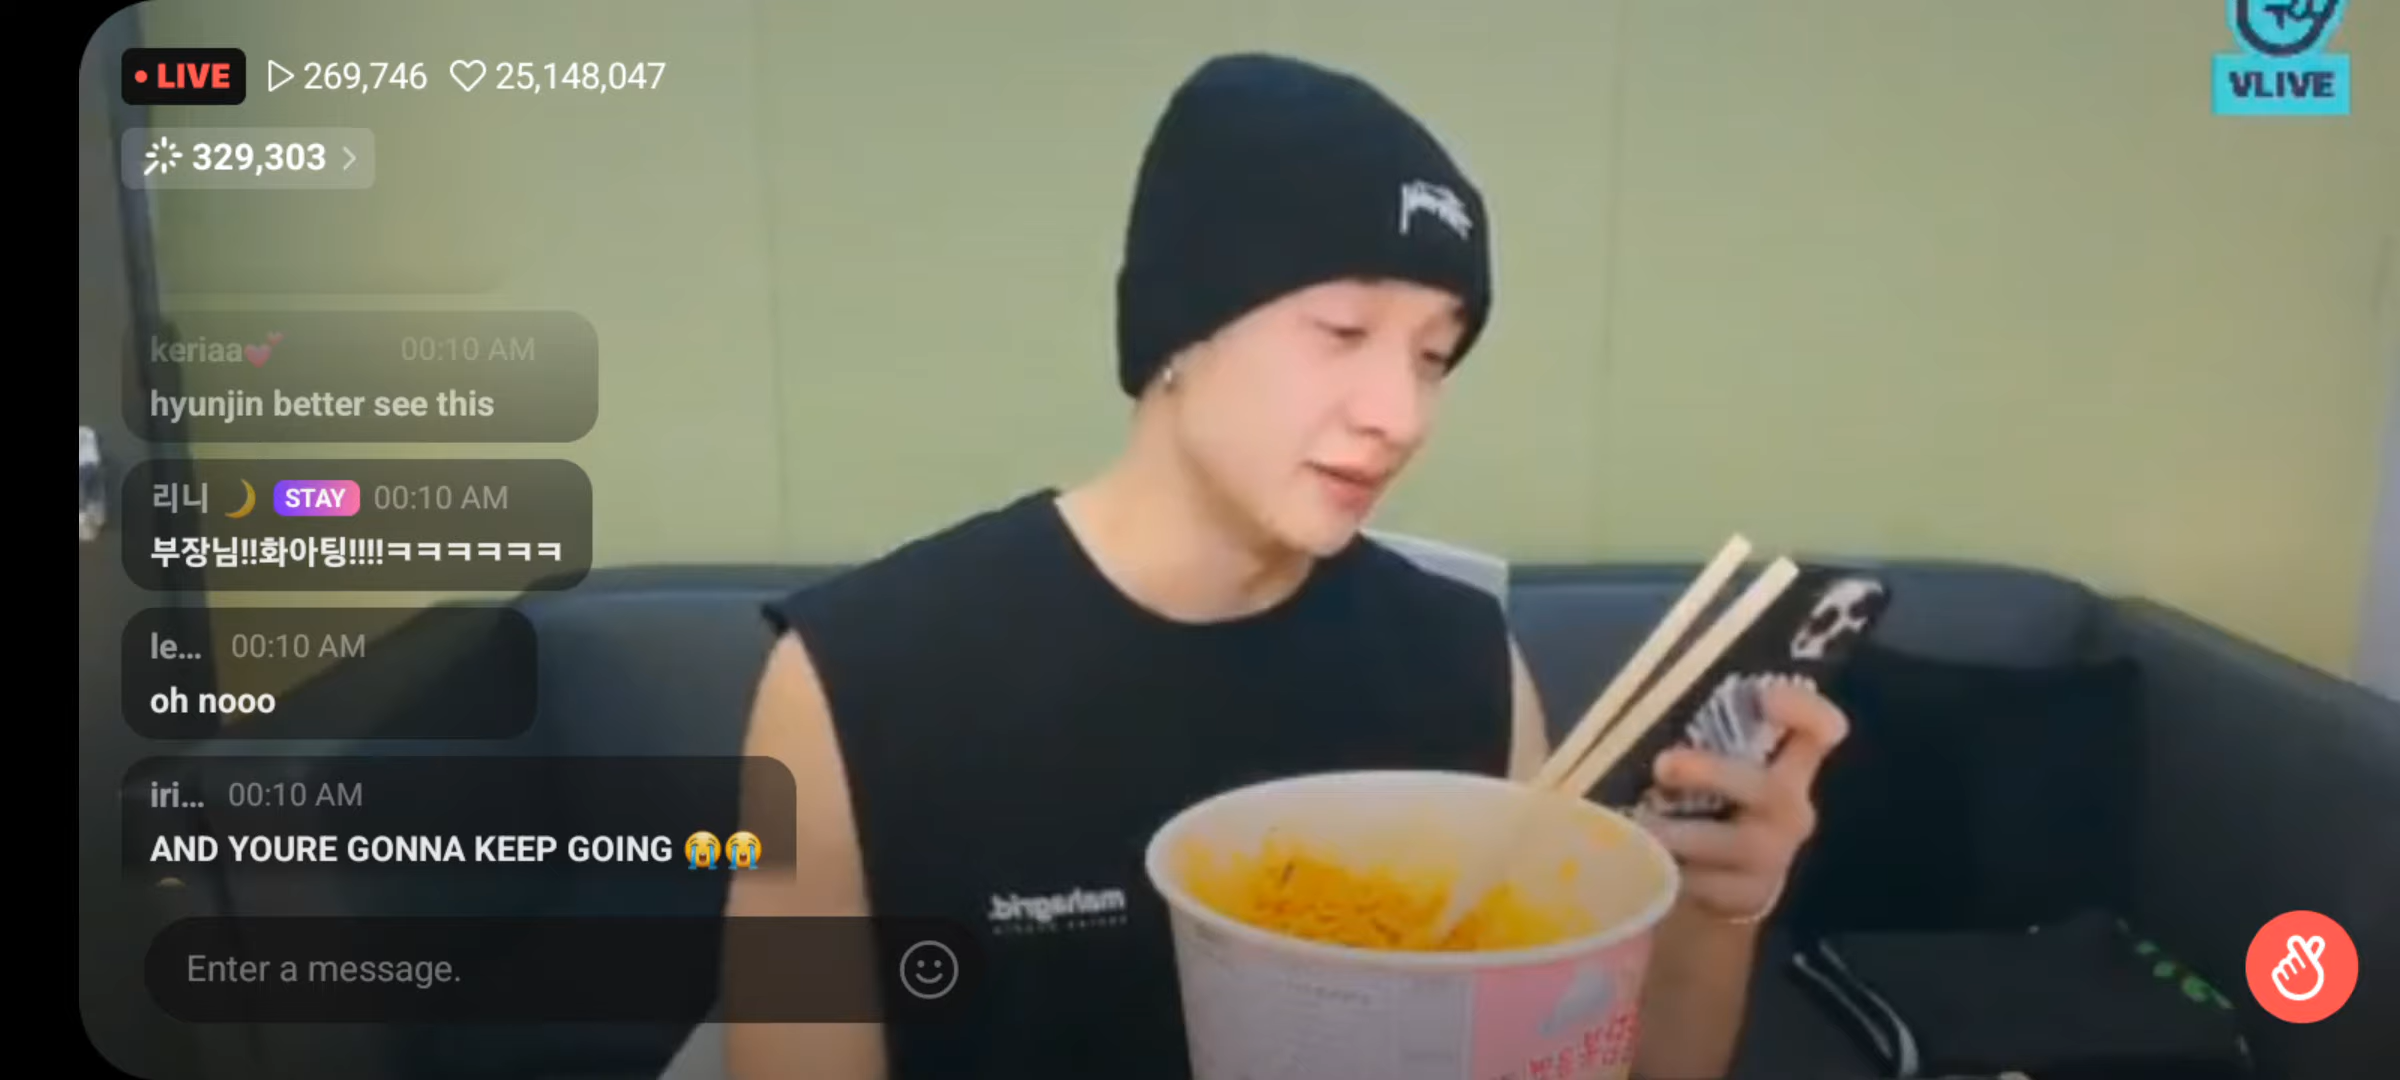 LIVE 269,746 25,148,047
329,303
VLIVE
keriaa💕 00:10 AM
hyunjin better see this
리니 🌙 STAY 00:10 AM
부장님!!화아팅!!!!ㅋㅋㅋㅋㅋㅋ
le... 00:10 AM
oh nooo
iri... 00:10 AM
AND YOURE GONNA KEEP GOING 😭😭
mahagrid.
Enter a message.